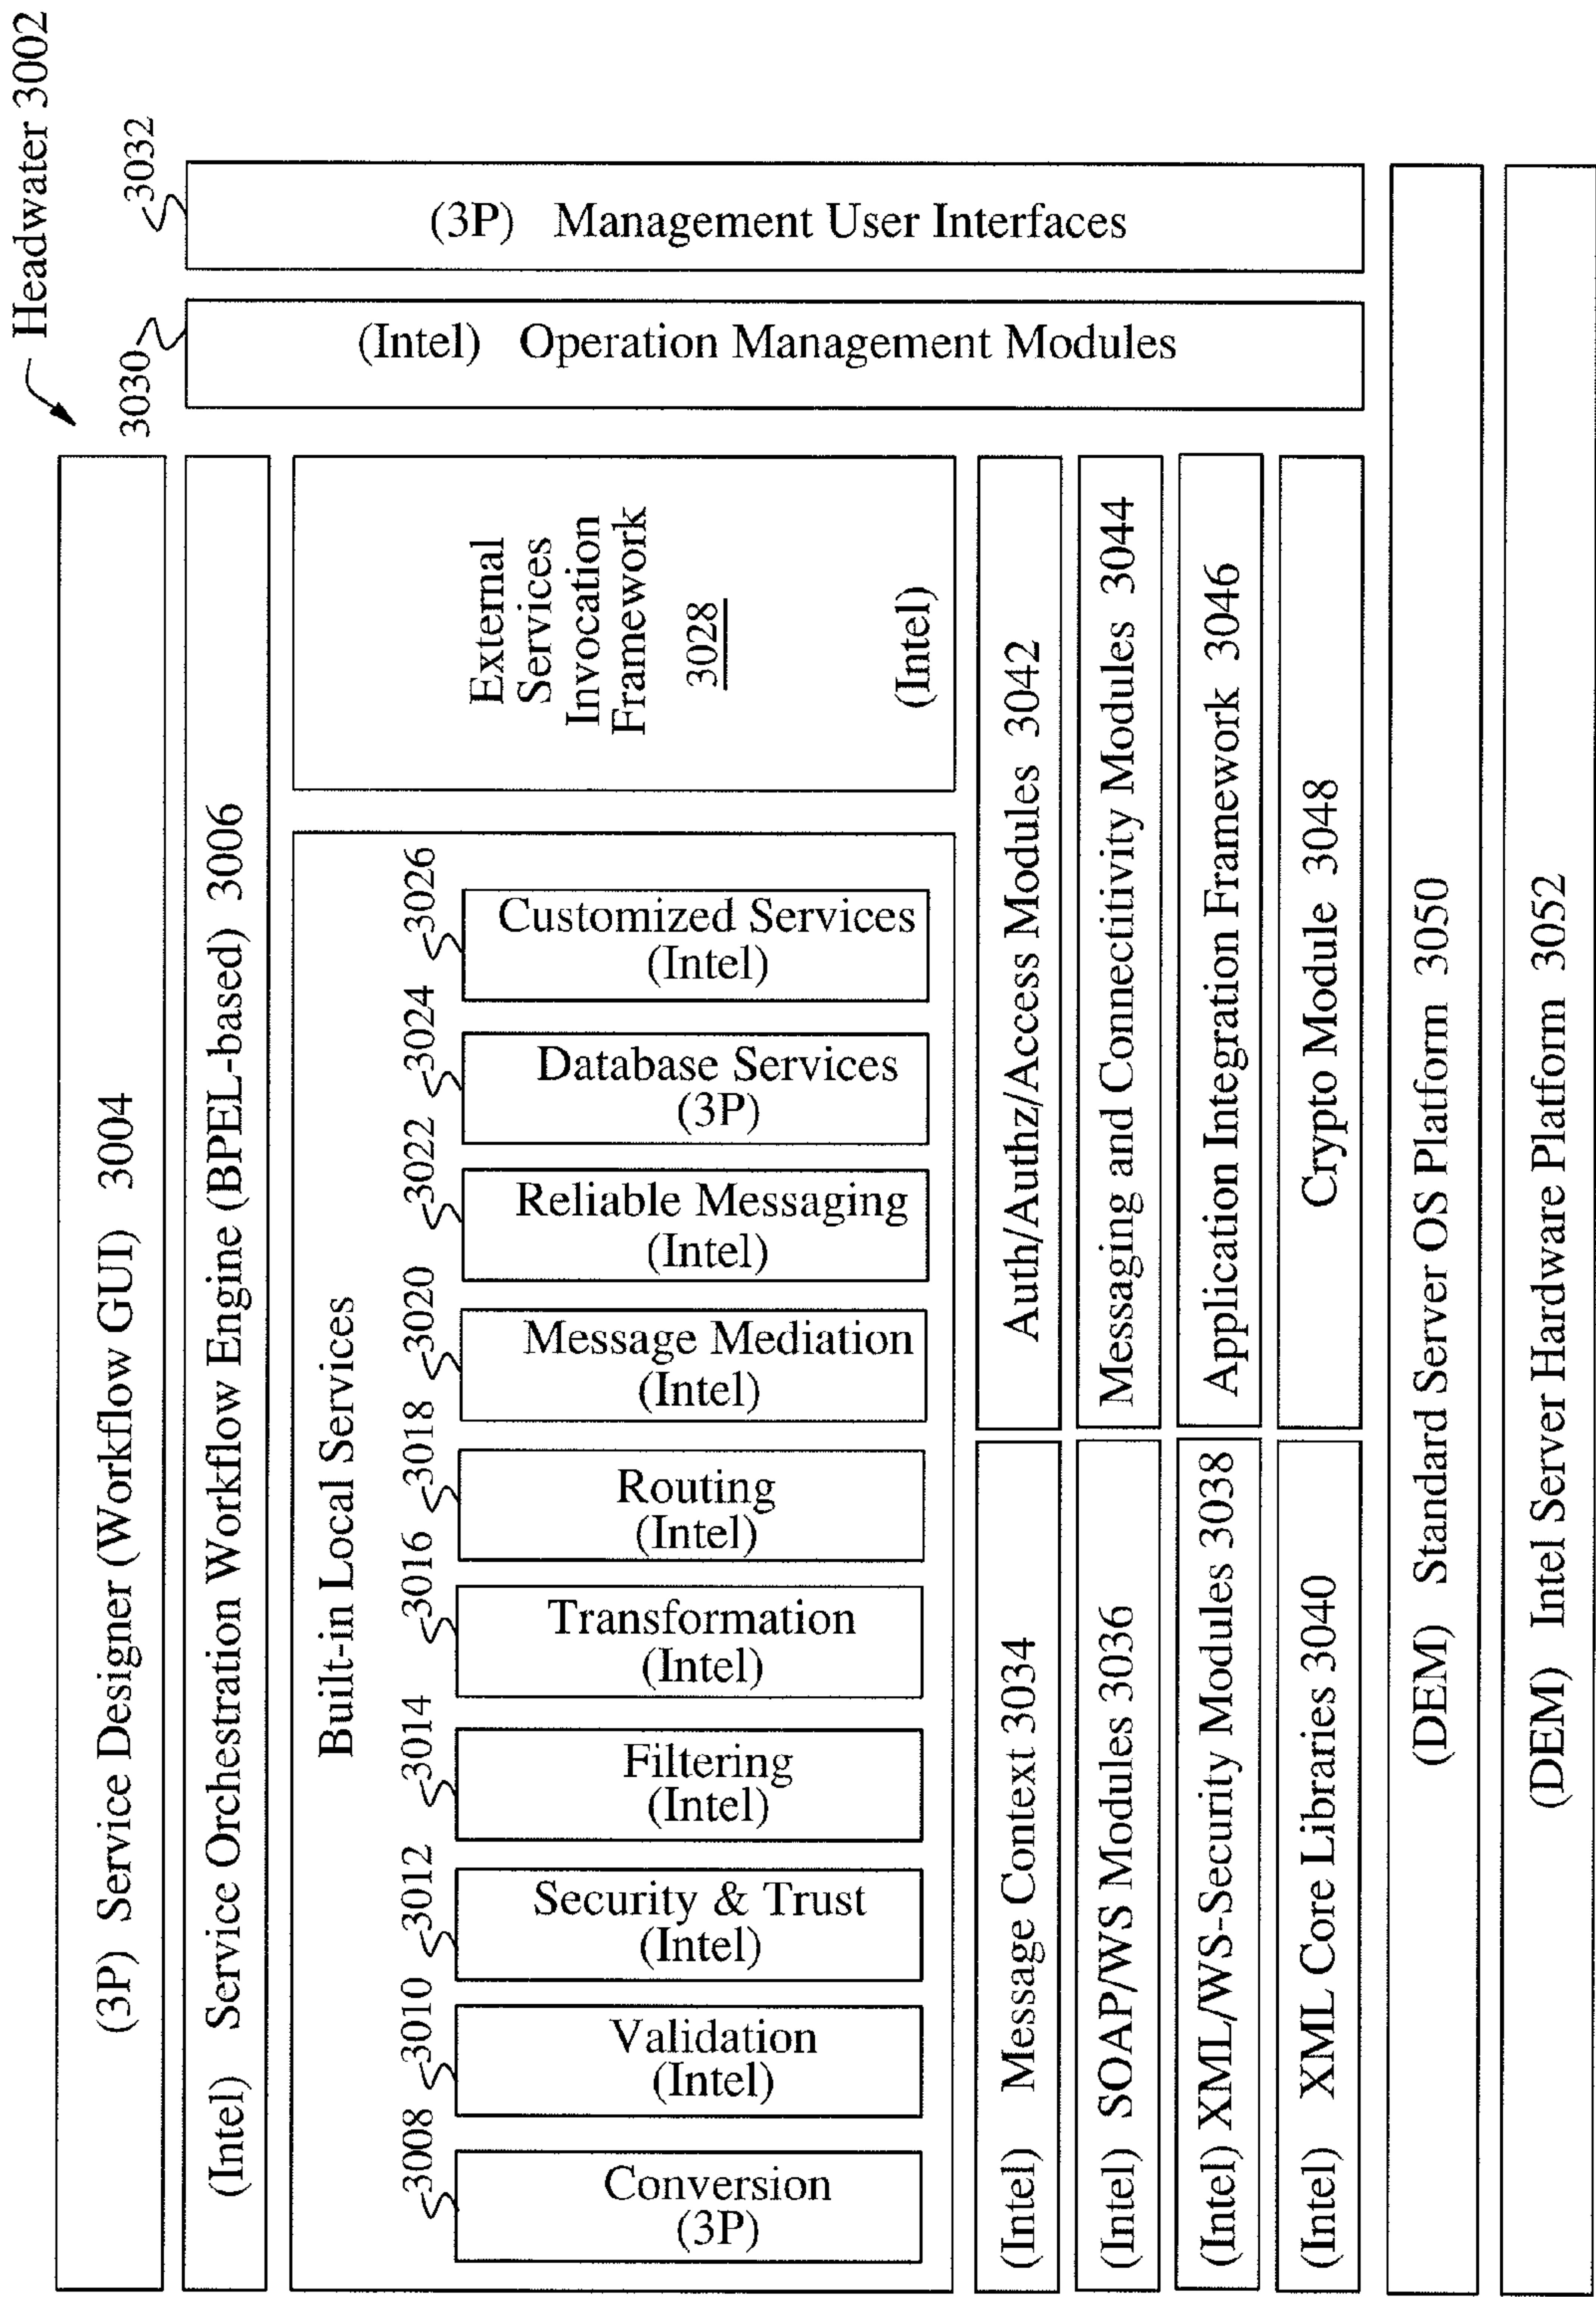 Headwater 3002
(3P) Service Designer (Workflow GUI) 3004
(Intel) Service Orchestration Workflow Engine (BPEL-based) 3006
Built-in Local Services
3008
Conversion
(3P)
3010
Validation
(Intel)
3012
Security & Trust
(Intel)
3014
Filtering
(Intel)
3016
Transformation
(Intel)
3018
Routing
(Intel)
3020
Message Mediation
(Intel)
3022
Reliable Messaging
(Intel)
3024
Database Services
(3P)
3026
Customized Services
(Intel)
External
Services
Invocation
Framework
3028
(Intel)
3030
(Intel) Operation Management Modules
3032
(3P) Management User Interfaces
(Intel) Message Context 3034
Auth/Authz/Access Modules 3042
(Intel) SOAP/WS Modules 3036
Messaging and Connectitivity Modules 3044
(Intel) XML/WS-Security Modules 3038
Application Integration Framework 3046
(Intel) XML Core Libraries 3040
Crypto Module 3048
(DEM) Standard Server OS Platform 3050
(DEM) Intel Server Hardware Platform 3052